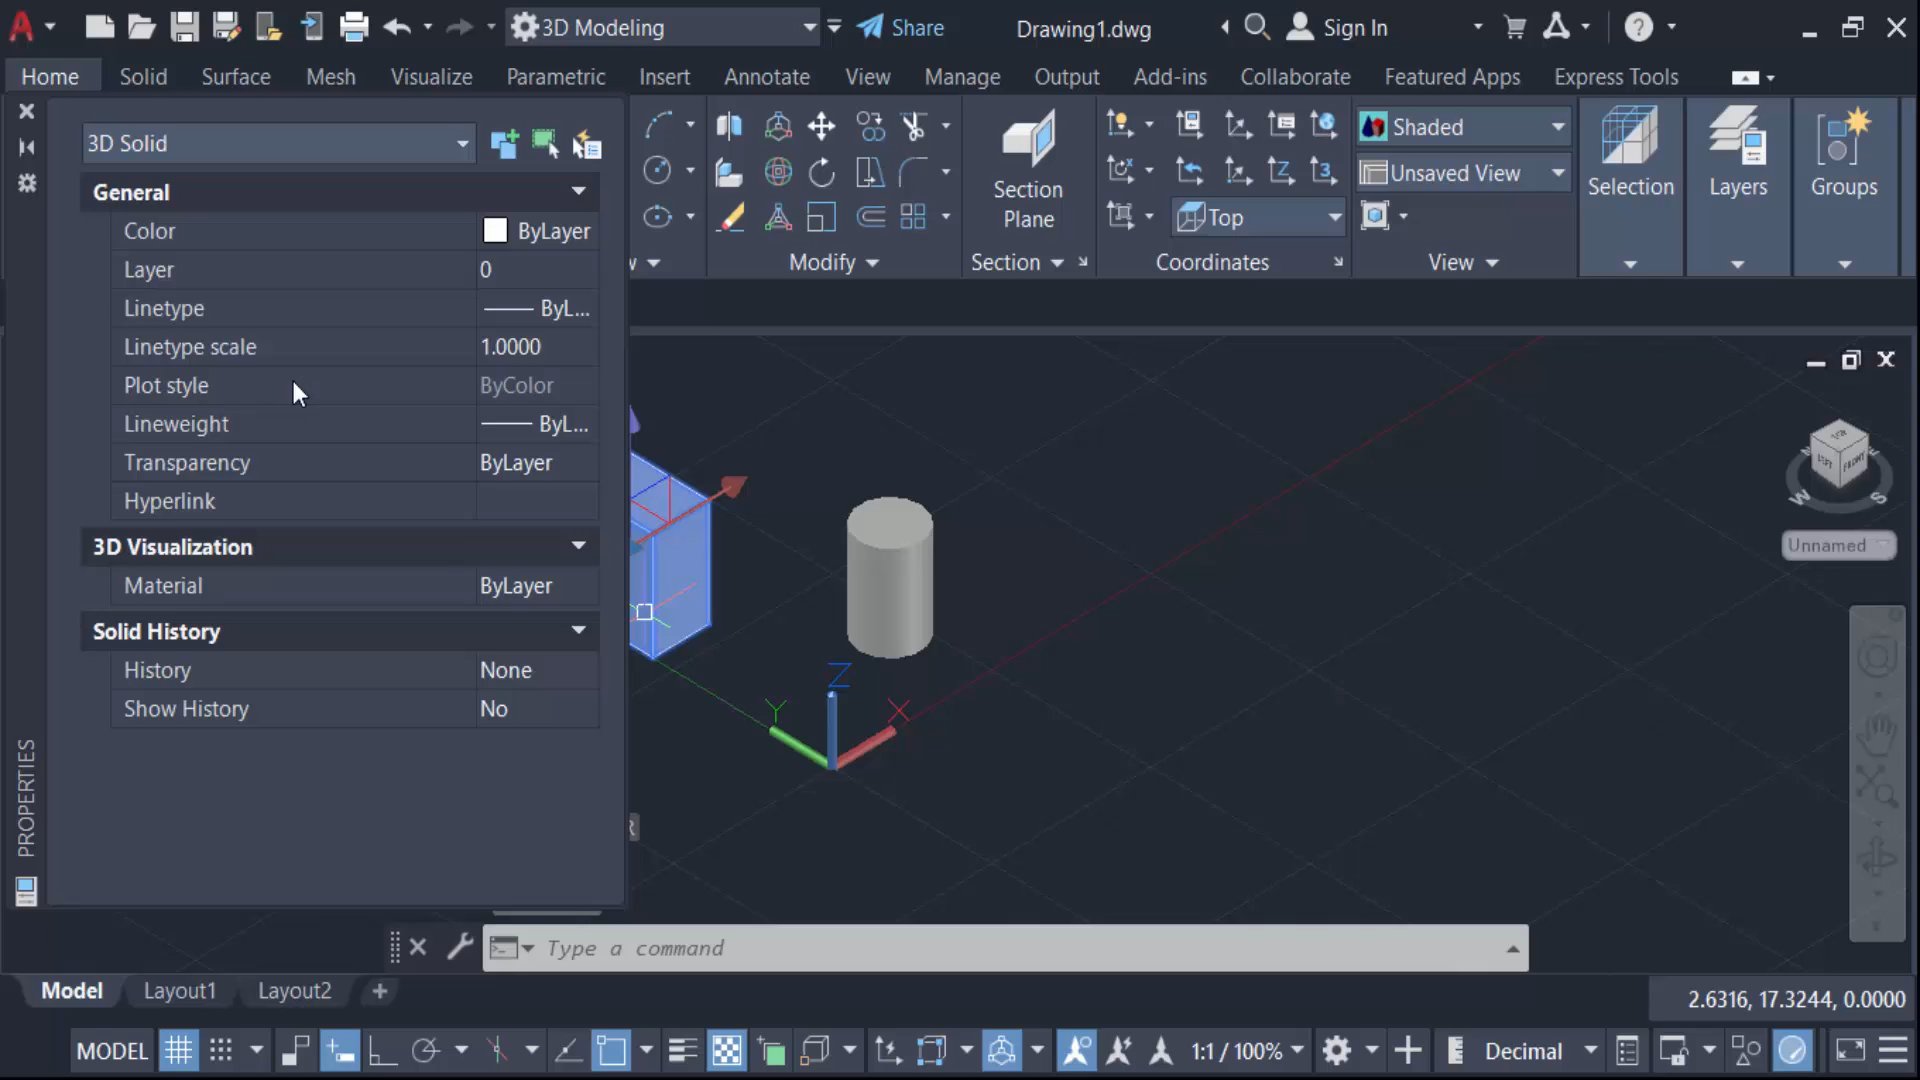 3D Modeling
Share
Drawing1.dwg
Sign In
Home
Solid
Surface
Mesh
Visualize
Parametric
Insert
Annotate
View
Manage
Output
Add-ins
Collaborate
Featured Apps
Express Tools
3D Solid
General
Color ByLayer
Layer 0
Linetype ByL...
Linetype scale 1.0000
Plot style ByColor
Lineweight ByL...
Transparency ByLayer
Hyperlink
3D Visualization
Material ByLayer
Solid History
History None
Show History No
PROPERTIES
Modify
Section
Plane
Section
Top
Coordinates
Shaded
Unsaved View
View
Selection
Layers
Groups
LEFT
FRONT
W
S
Unnamed
Z
Y
X
Type a command
Model
Layout1
Layout2
2.6316, 17.3244, 0.0000
MODEL
1:1 / 100%
Decimal